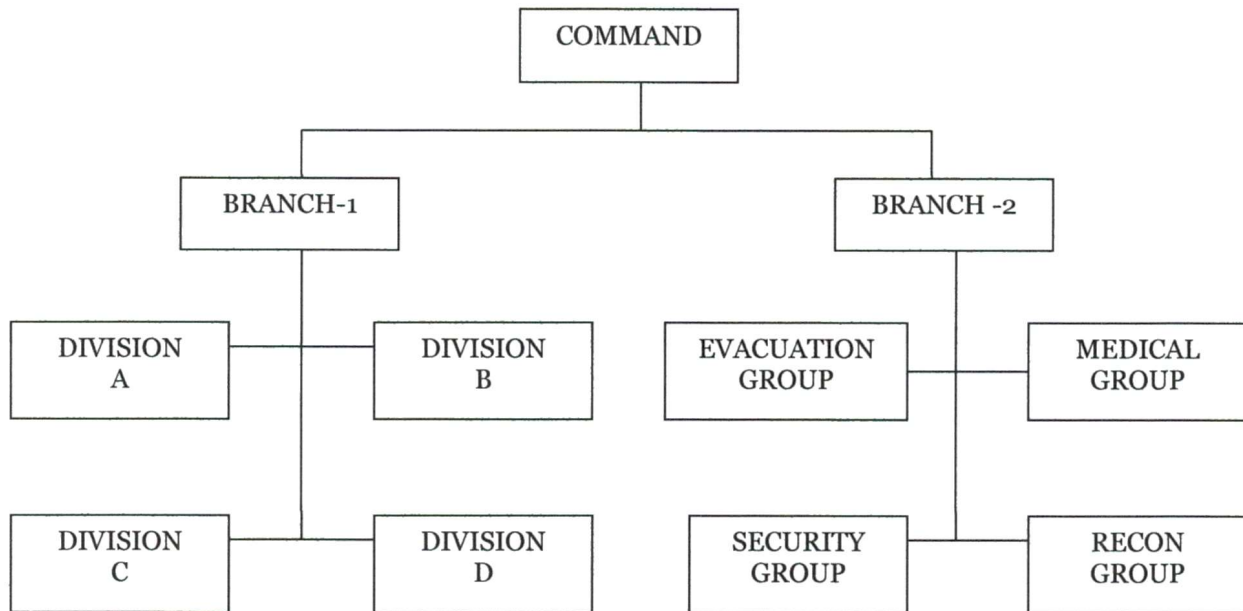 COMMAND
BRANCH-1
BRANCH -2
DIVISION
A
DIVISION
B
EVACUATION
GROUP
MEDICAL
GROUP
DIVISION
C
DIVISION
D
SECURITY
GROUP
RECON
GROUP